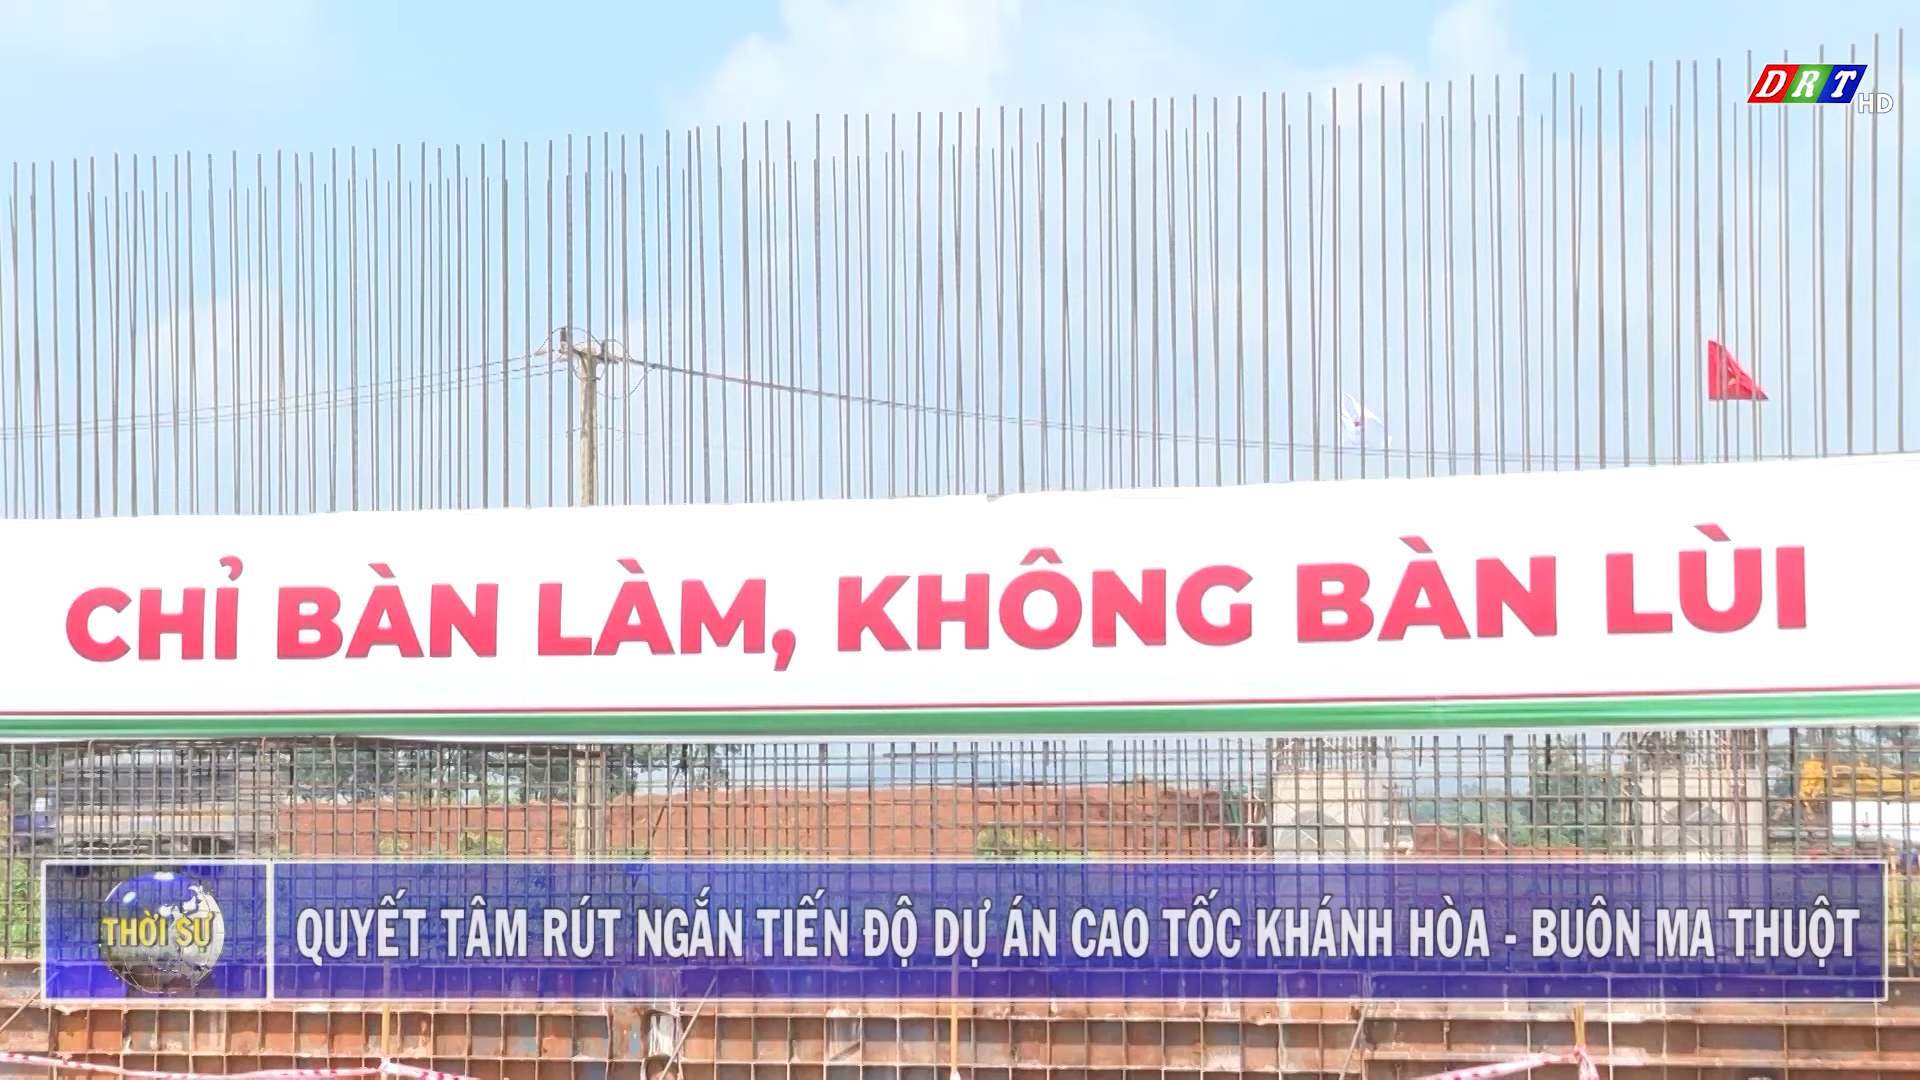 DRT
HD
CHỈ BÀN LÀM, KHÔNG BÀN LÙI
THỜI SỰ
QUYẾT TÂM RÚT NGẮN TIẾN ĐỘ DỰ ÁN CAO TỐC KHÁNH HÒA - BUÔN MA THUỘT